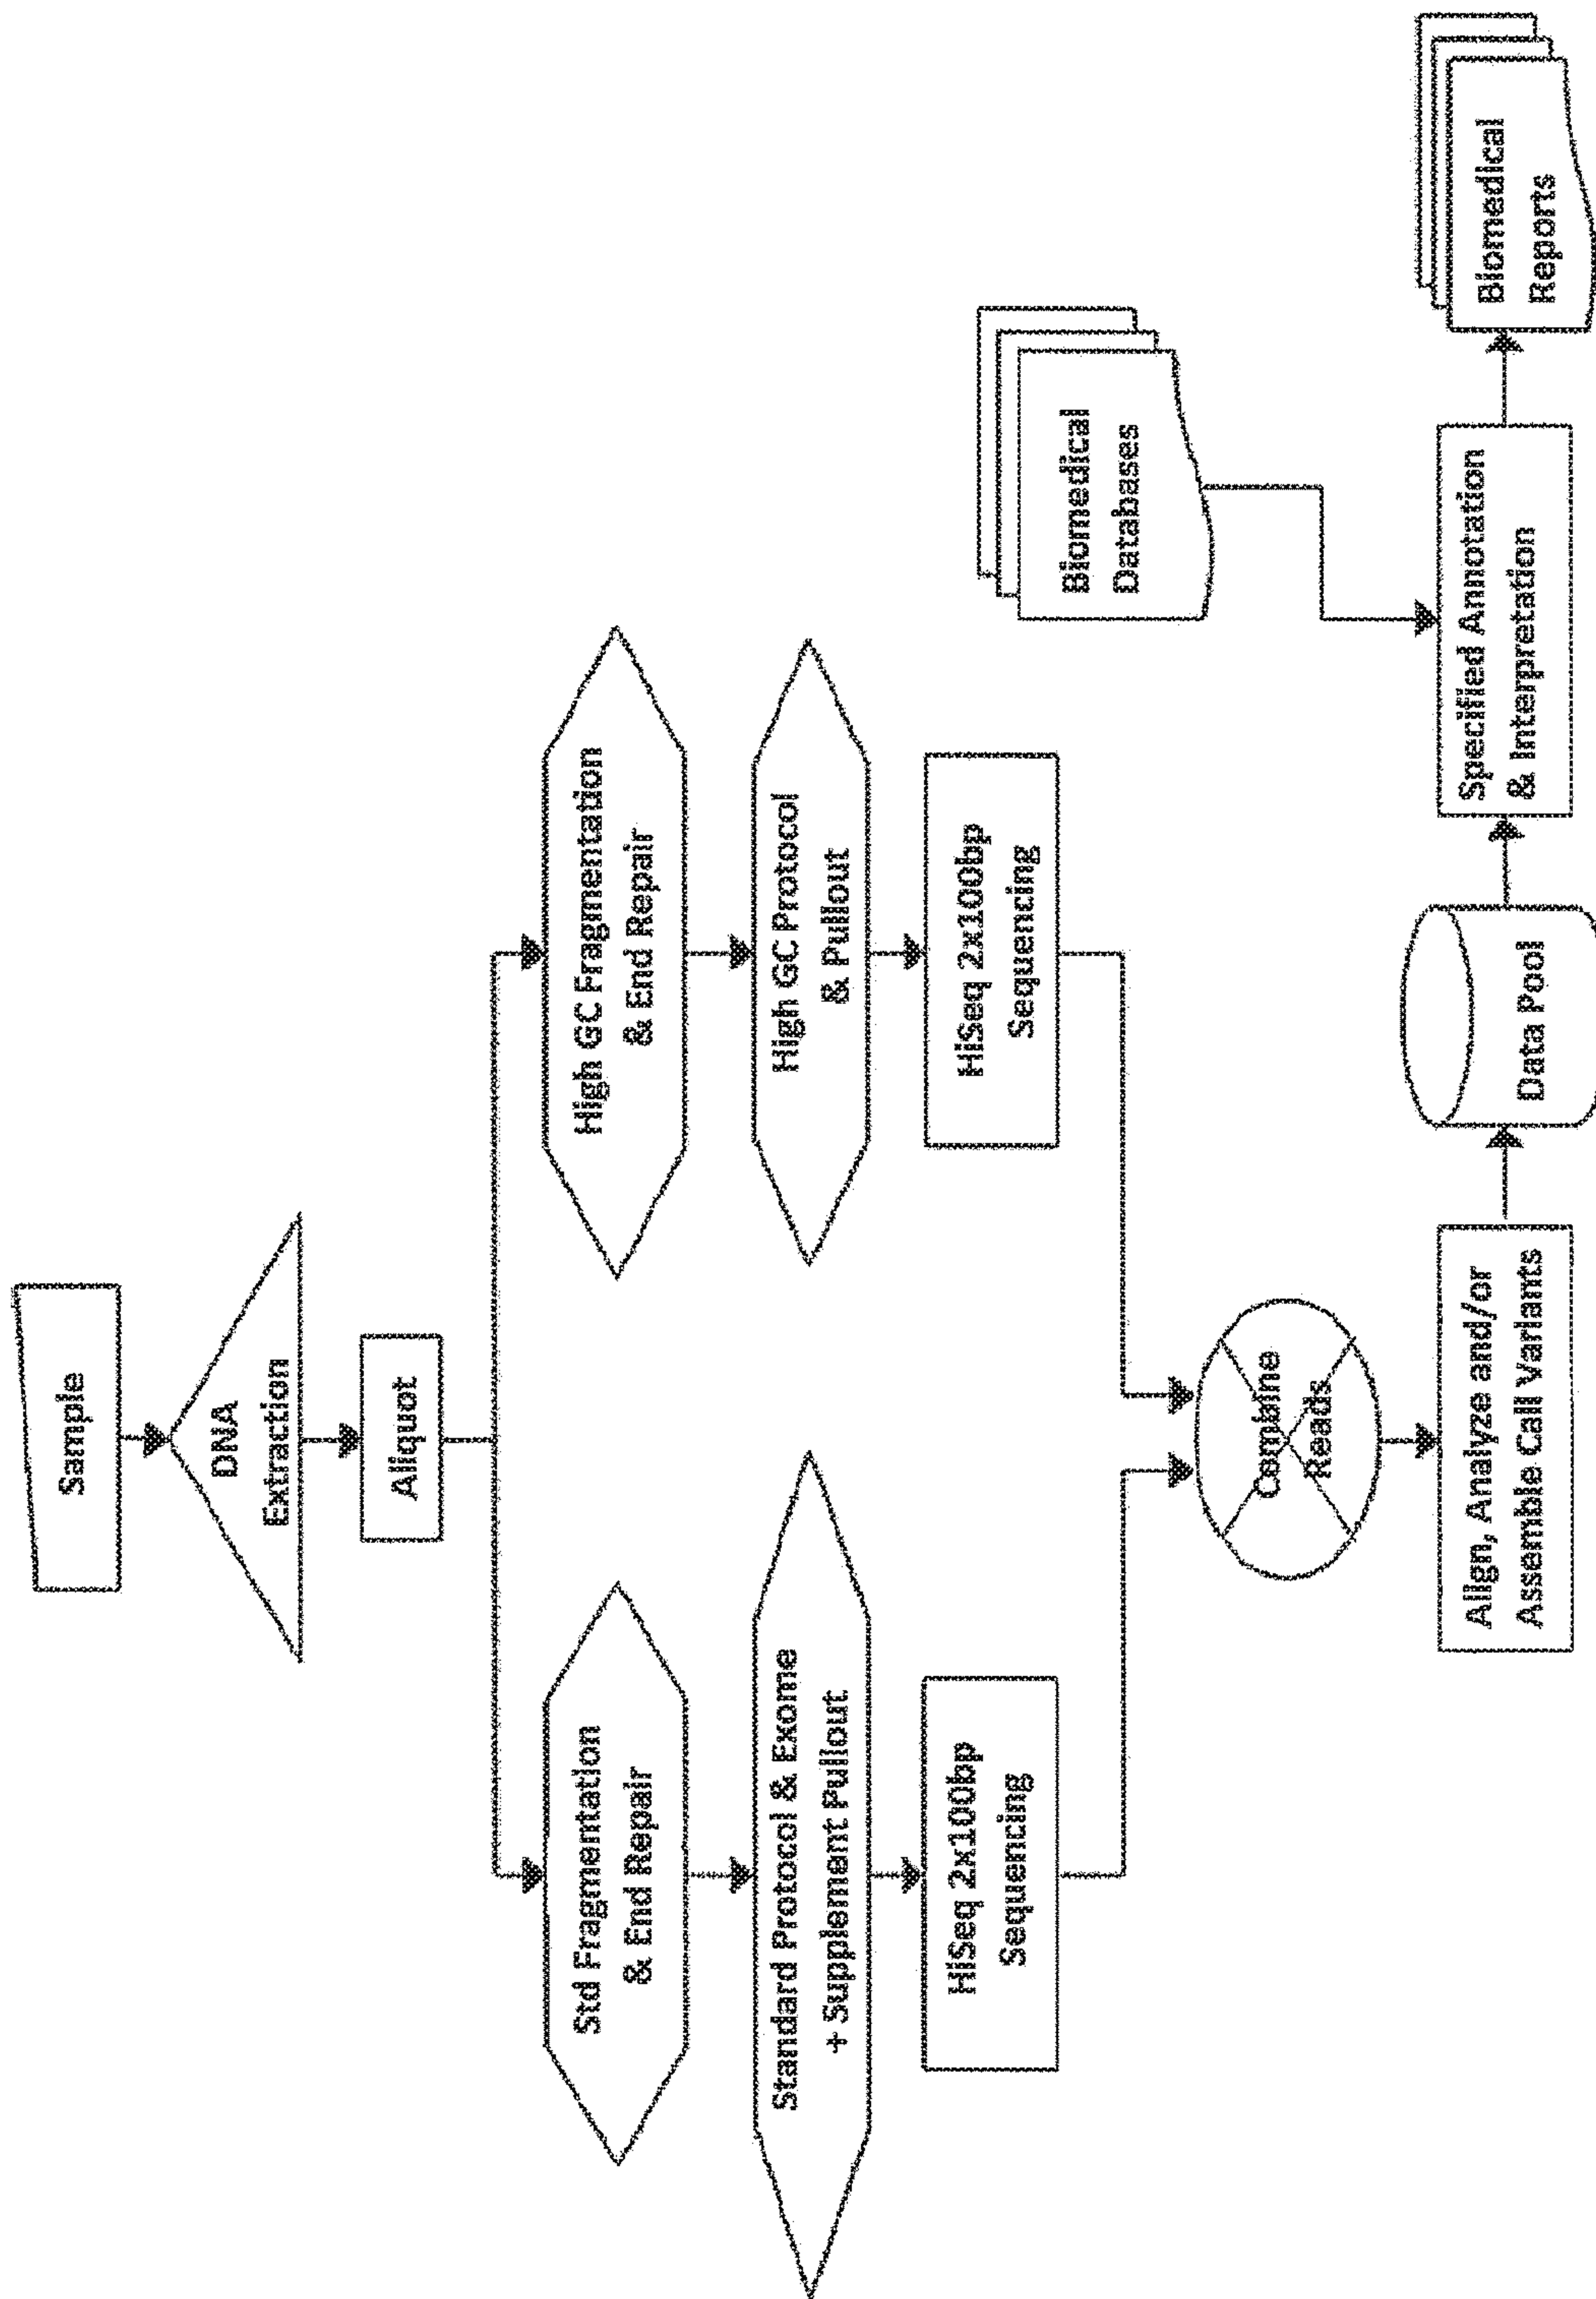 Sample
DNA
Extraction
Aliquot
Std Fragmentation
& End Repair
High GC Fragmentation
& End Repair
Standard Protocol & Exome
+ Supplement Pullout
High GC Protocol
& Pullout
HiSeq 2x100bp
Sequencing
HiSeq 2x100bp
Sequencing
Combine
Reads
Biomedical
Databases
Align, Analyze and/or
Assemble Call Variants
Data Pool
Specified Annotation
& Interpretation
Biomedical
Reports